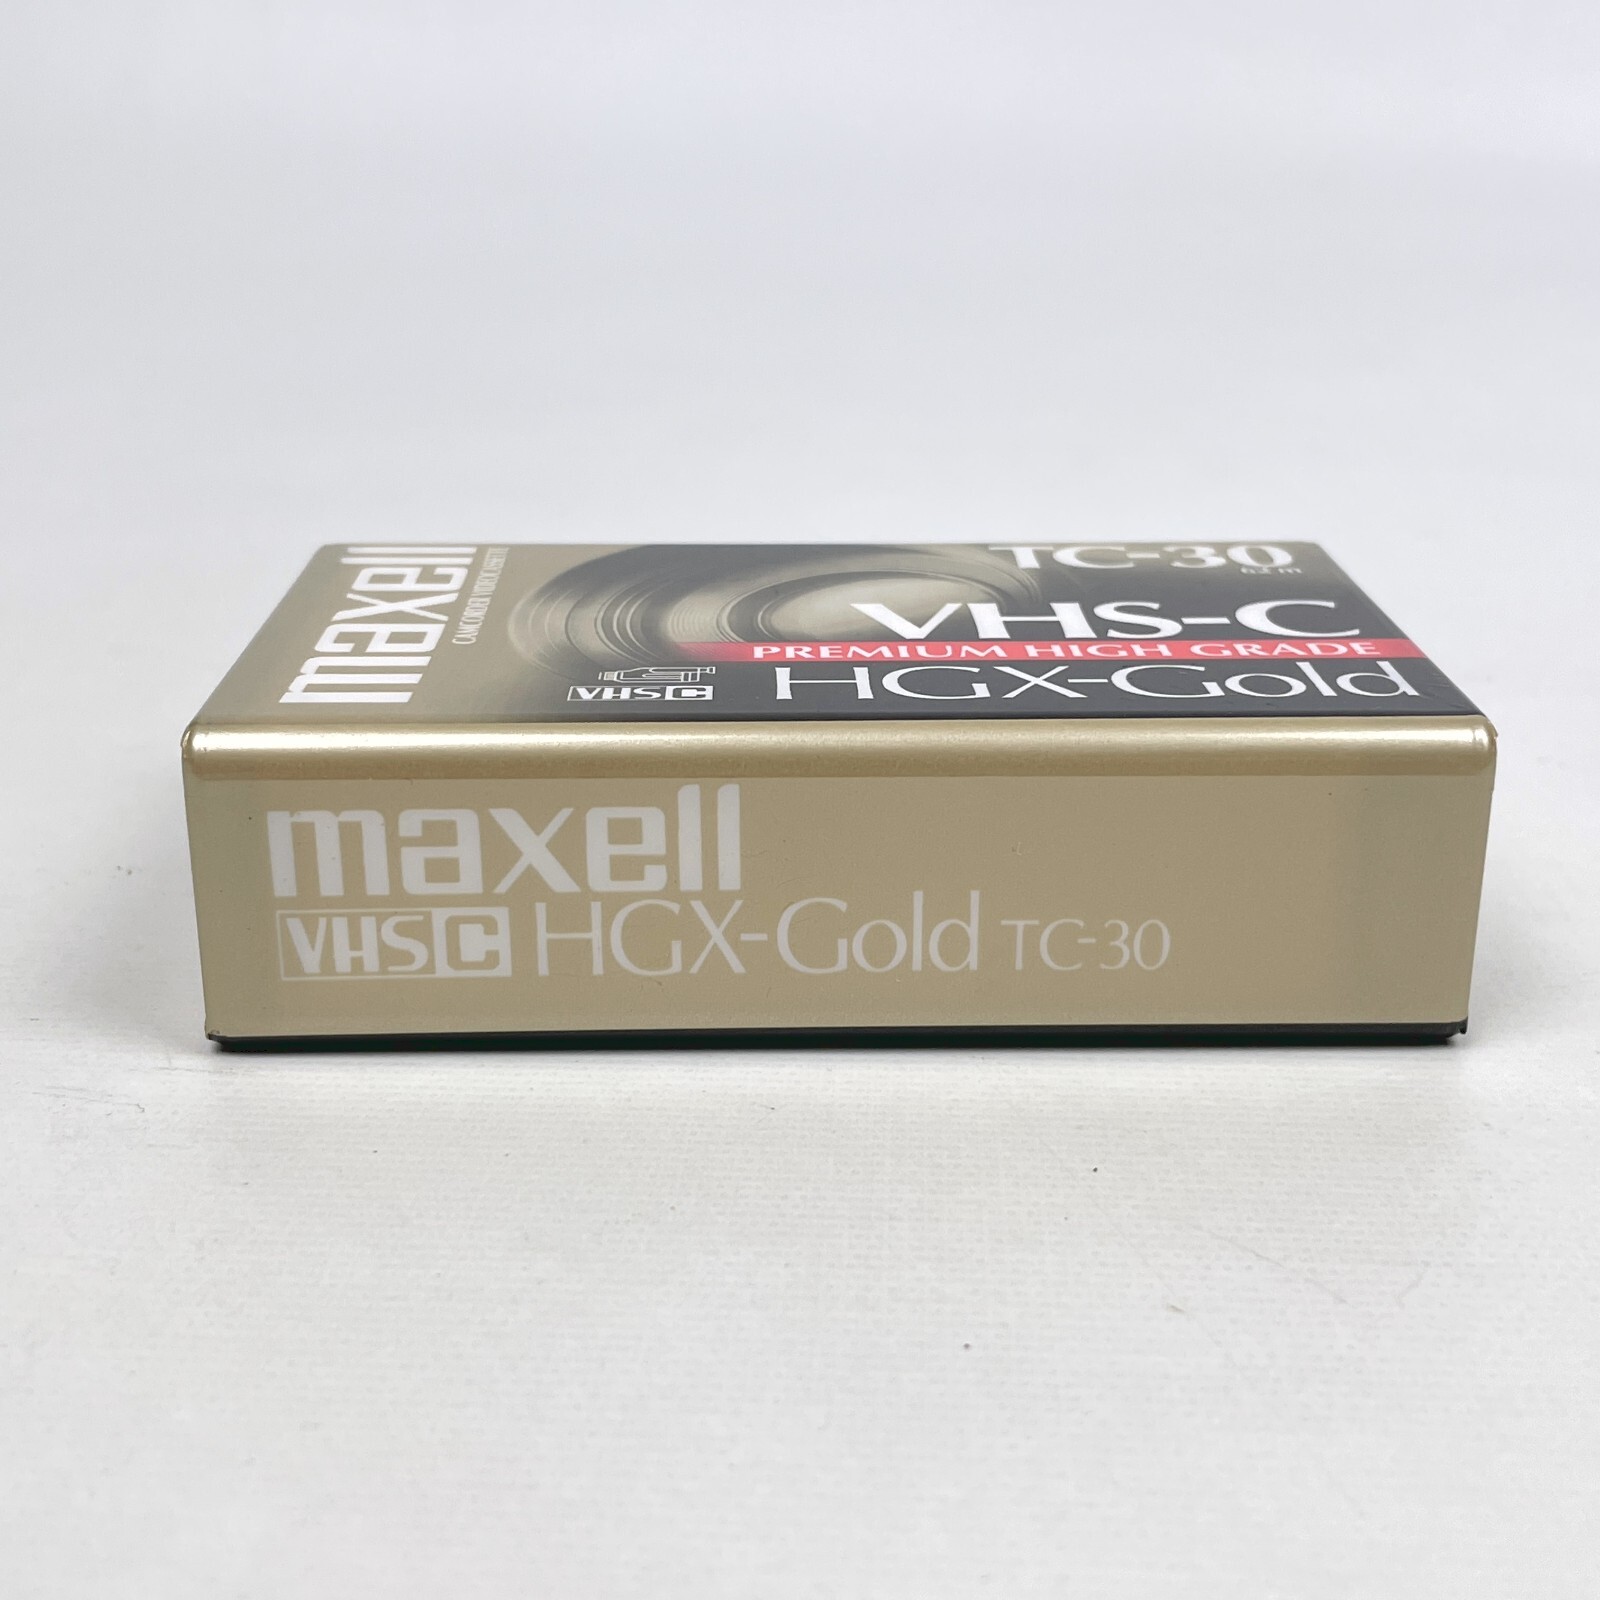 maxell
CAMCORDER VIDEOCASSETTE
TC-30
VHS-C
PREMIUM HIGH GRADE
HGX-Gold
VHS C
maxell
VHS C HGX-Gold TC-30